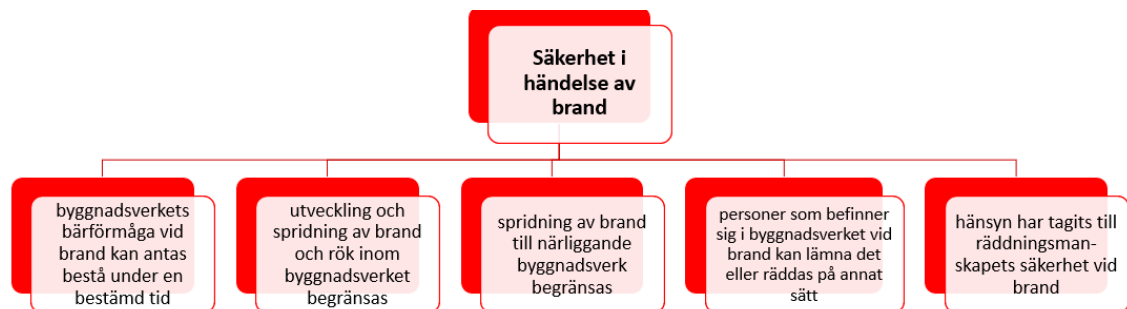 Säkerhet i
händelse av
brand
byggnadsverkets
bärförmåga vid
brand kan antas
bestå under en
bestämd tid
utveckling och
spridning av brand
och rök inom
byggnadsverket
begränsas
spridning av brand
till närliggande
byggnadsverk
begränsas
personer som befinner
sig i byggnadsverket vid
brand kan lämna det
eller räddas på annat
sätt
hänsyn har tagits till
räddningsman-
skapets säkerhet vid
brand